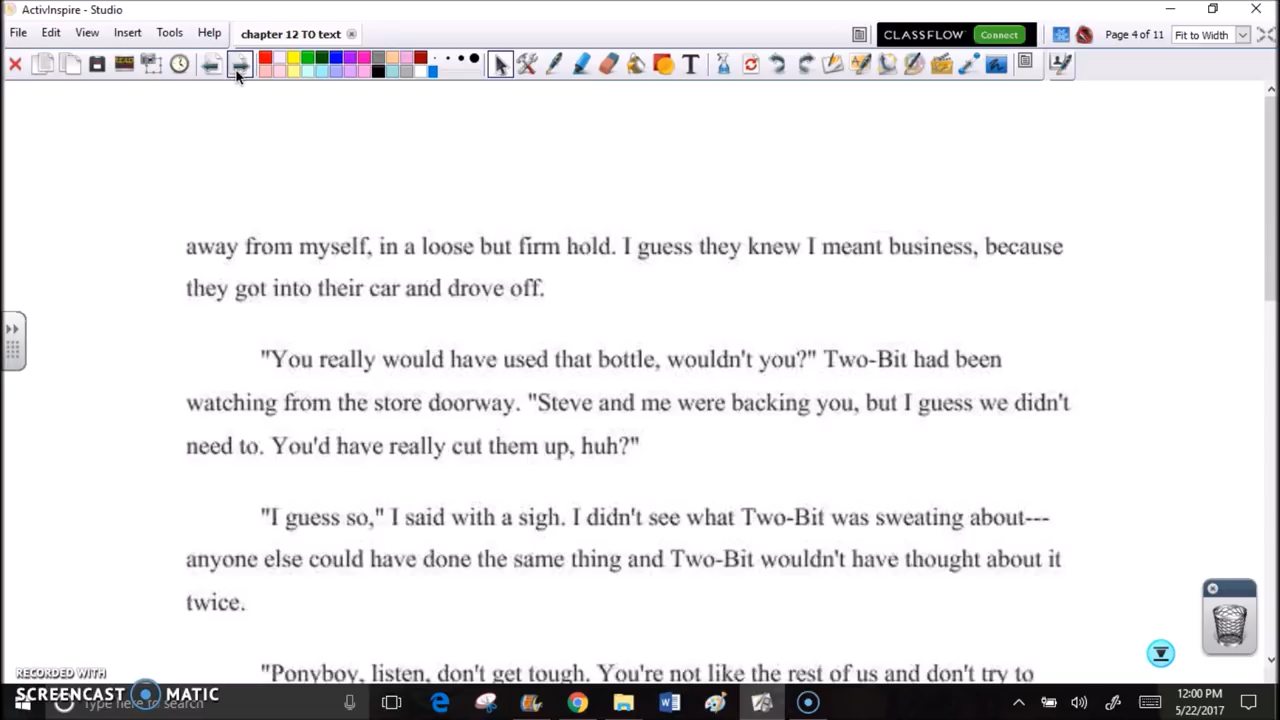 ActivInspire - Studio
File Edit View Insert Tools Help chapter 12 TO text CLASSFLOW Connect Page 4 of 11 Fit to Width
away from myself, in a loose but firm hold. I guess they knew I meant business, because
they got into their car and drove off.
"You really would have used that bottle, wouldn't you?" Two-Bit had been
watching from the store doorway. "Steve and me were backing you, but I guess we didn't
need to. You'd have really cut them up, huh?"
"I guess so," I said with a sigh. I didn't see what Two-Bit was sweating about---
anyone else could have done the same thing and Two-Bit wouldn't have thought about it
twice.
"Ponyboy, listen, don't get tough. You're not like the rest of us and don't try to
RECORDED WITH
SCREENCAST MATIC
Type here to search
12:00 PM
5/22/2017